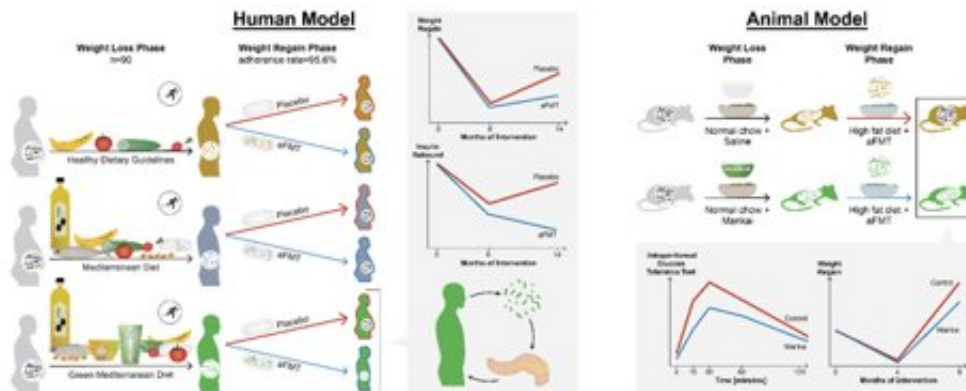 Human Model
Weight Loss Phase
n=90
Weight Regain Phase
adherence rate=95.6%
Placebo
aFMT
Healthy Dietary Guidelines
Placebo
aFMT
Mediterranean Diet
Placebo
aFMT
Green Mediterranean Diet
Weight
Regain
Placebo
aFMT
0
14
Months of Intervention
Insulin
Rebound
Placebo
aFMT
0
14
Months of Intervention
Animal Model
Weight Loss
Phase
Weight Regain
Phase
Normal chow +
Saline
High fat diet +
aFMT
Normal chow +
Mankai
High fat diet +
aFMT
Intraperitoneal
Glucose
Tolerance Test
Control
Time [minutes]
Weight
Regain
Control
Months of Intervention